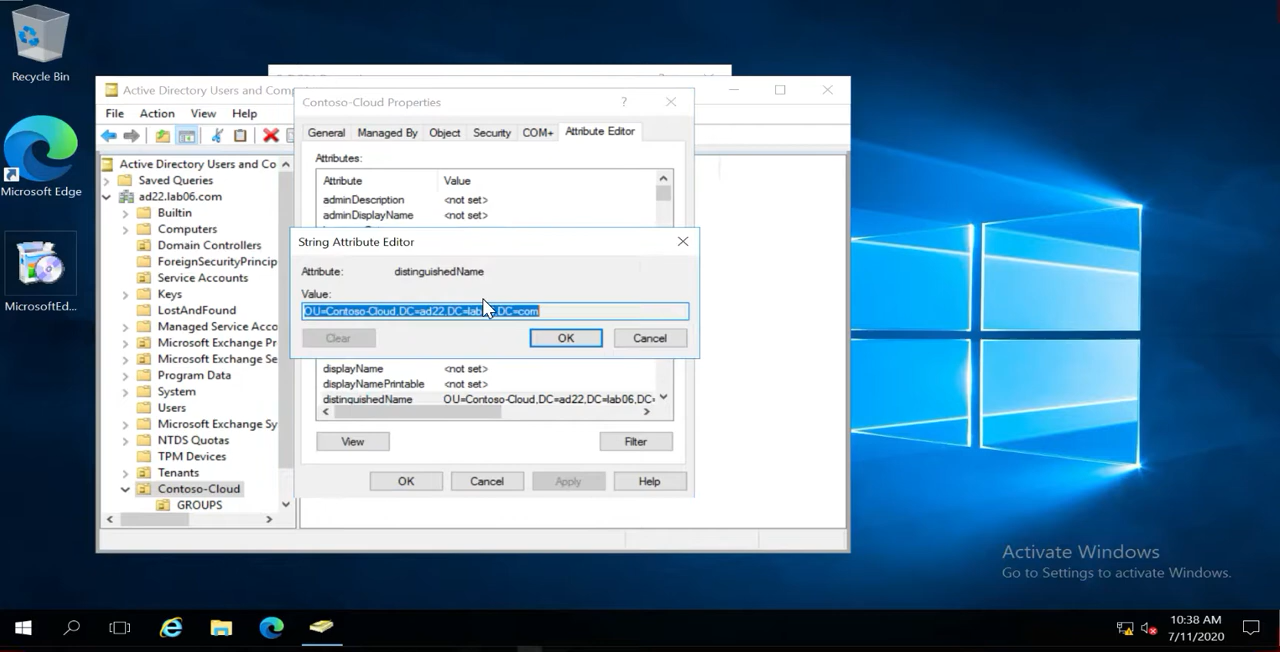 Recycle Bin
Microsoft Edge
MicrosoftEd...
Active Directory Users and Comp
File Action View Help
Active Directory Users and Co
Saved Queries
ad22.lab06.com
Builtin
Computers
Domain Controllers
ForeignSecurityPrincip
Service Accounts
Keys
LostAndFound
Managed Service Acco
Microsoft Exchange Pr
Microsoft Exchange Se
Program Data
System
Users
Microsoft Exchange Sy
NTDS Quotas
TPM Devices
Tenants
Contoso-Cloud
GROUPS
Contoso-Cloud Properties
General Managed By Object Security COM+ Attribute Editor
Attributes:
Attribute Value
adminDescription <not set>
adminDisplayName <not set>
String Attribute Editor
Attribute: distinguishedName
Value:
OU=Contoso-Cloud,DC=ad22,DC=lab DC=com
Clear OK Cancel
displayName <not set>
displayNamePrintable <not set>
distinguishedName OU=Contoso-Cloud,DC=ad22,DC=lab06,DC=
View Filter
OK Cancel Apply Help
Activate Windows
Go to Settings to activate Windows.
10:38 AM
7/11/2020